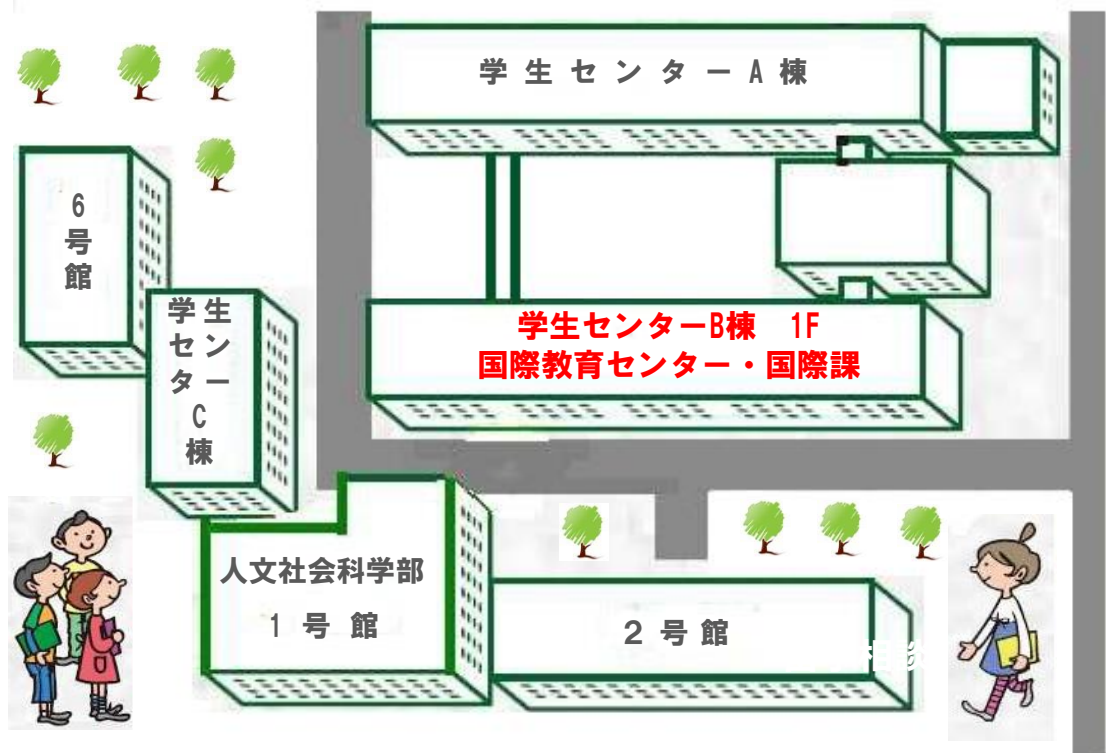 学生センターA棟
6号館
学生センターC棟
学生センターB棟　1F
国際教育センター・国際課
人文社会科学部
1号館
２号館